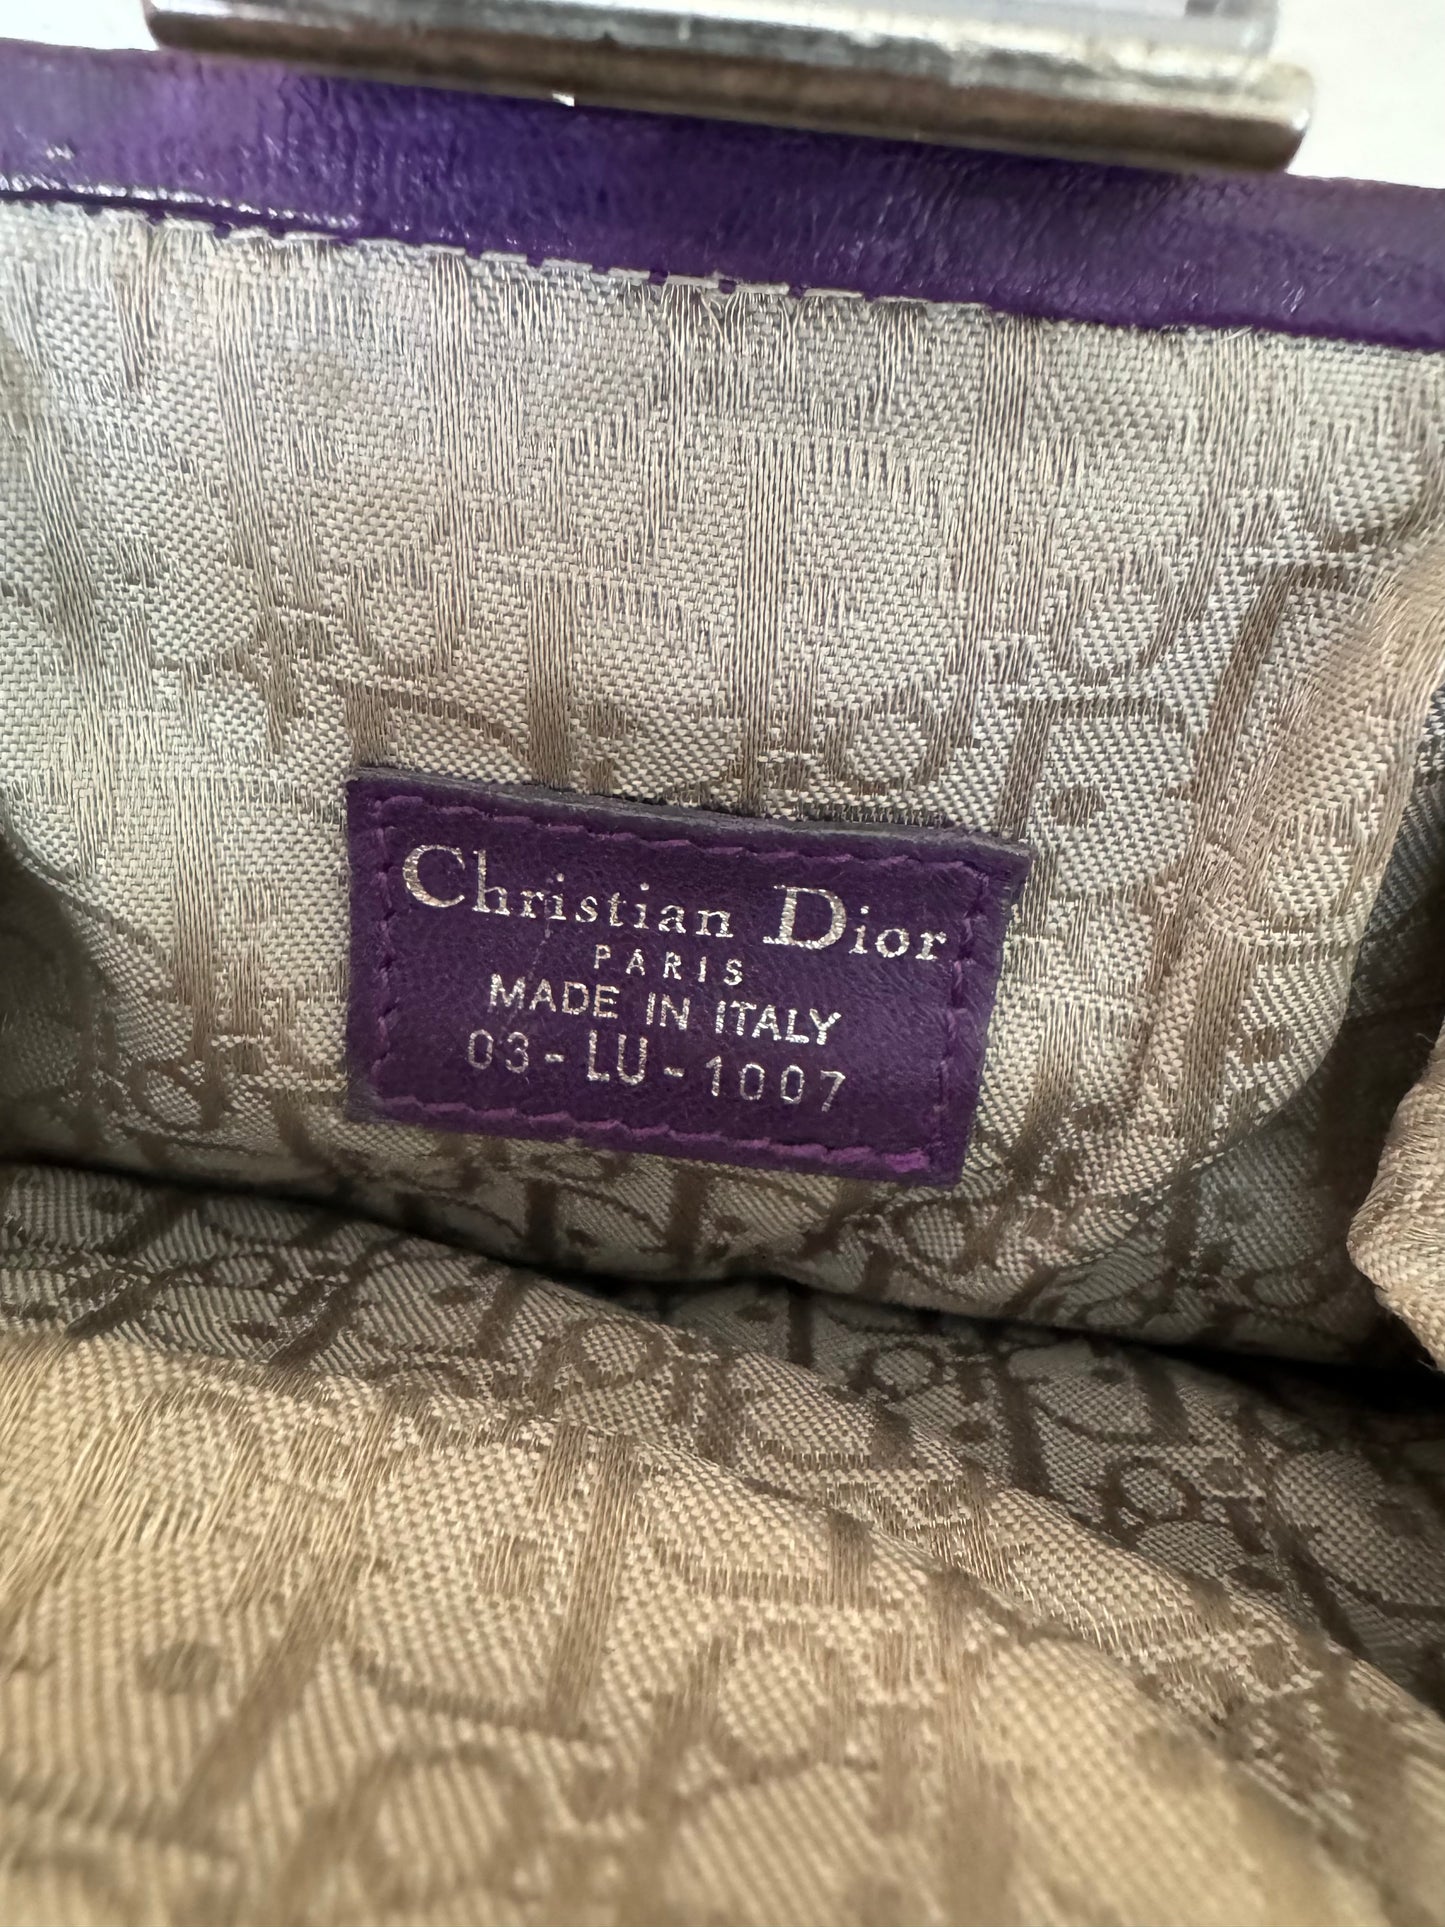 Christian Dior
PARIS
MADE IN ITALY
03-LU-1007